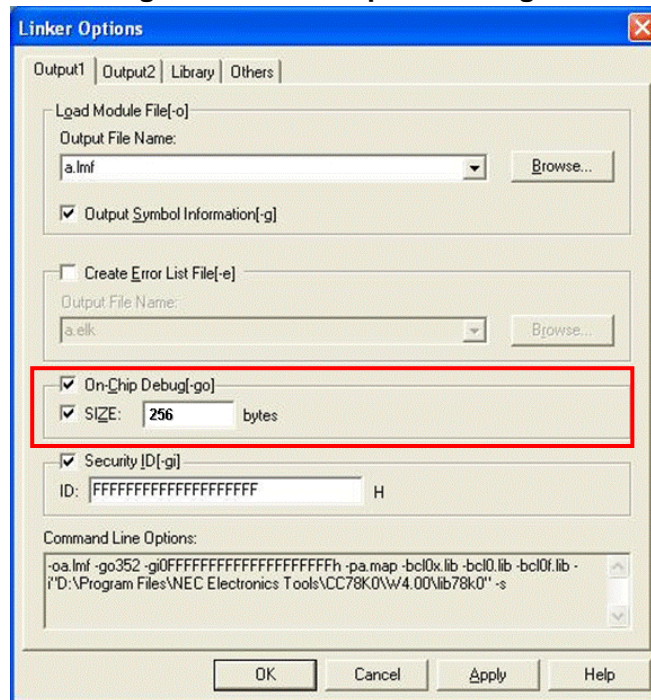 Linker Options
Output1
Output2
Library
Others
Load Module File[-o]
Output File Name:
a.lmf
Browse...
Output Symbol Information[-g]
Create Error List File[-e]
Output File Name:
a.elk
Browse...
On-Chip Debug[-go]
SIZE: 256 bytes
Security ID[-gi]
ID: FFFFFFFFFFFFFFFFFFFF H
Command Line Options:
-oa.lmf -go352 -gi0FFFFFFFFFFFFFFFFFFFFh -pa.map -bcl0x.lib -bcl0.lib -bcl0f.lib -
i"D:\Program Files\NEC Electronics Tools\CC78K0\W4.00\lib78k0" -s
OK
Cancel
Apply
Help